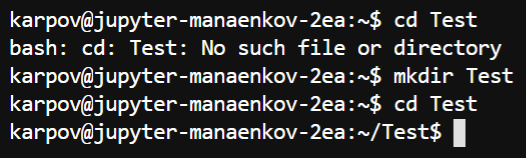 karpov@jupyter-manaenkov-2ea:~$ cd Test
bash: cd: Test: No such file or directory
karpov@jupyter-manaenkov-2ea:~$ mkdir Test
karpov@jupyter-manaenkov-2ea:~$ cd Test
karpov@jupyter-manaenkov-2ea:~/Test$